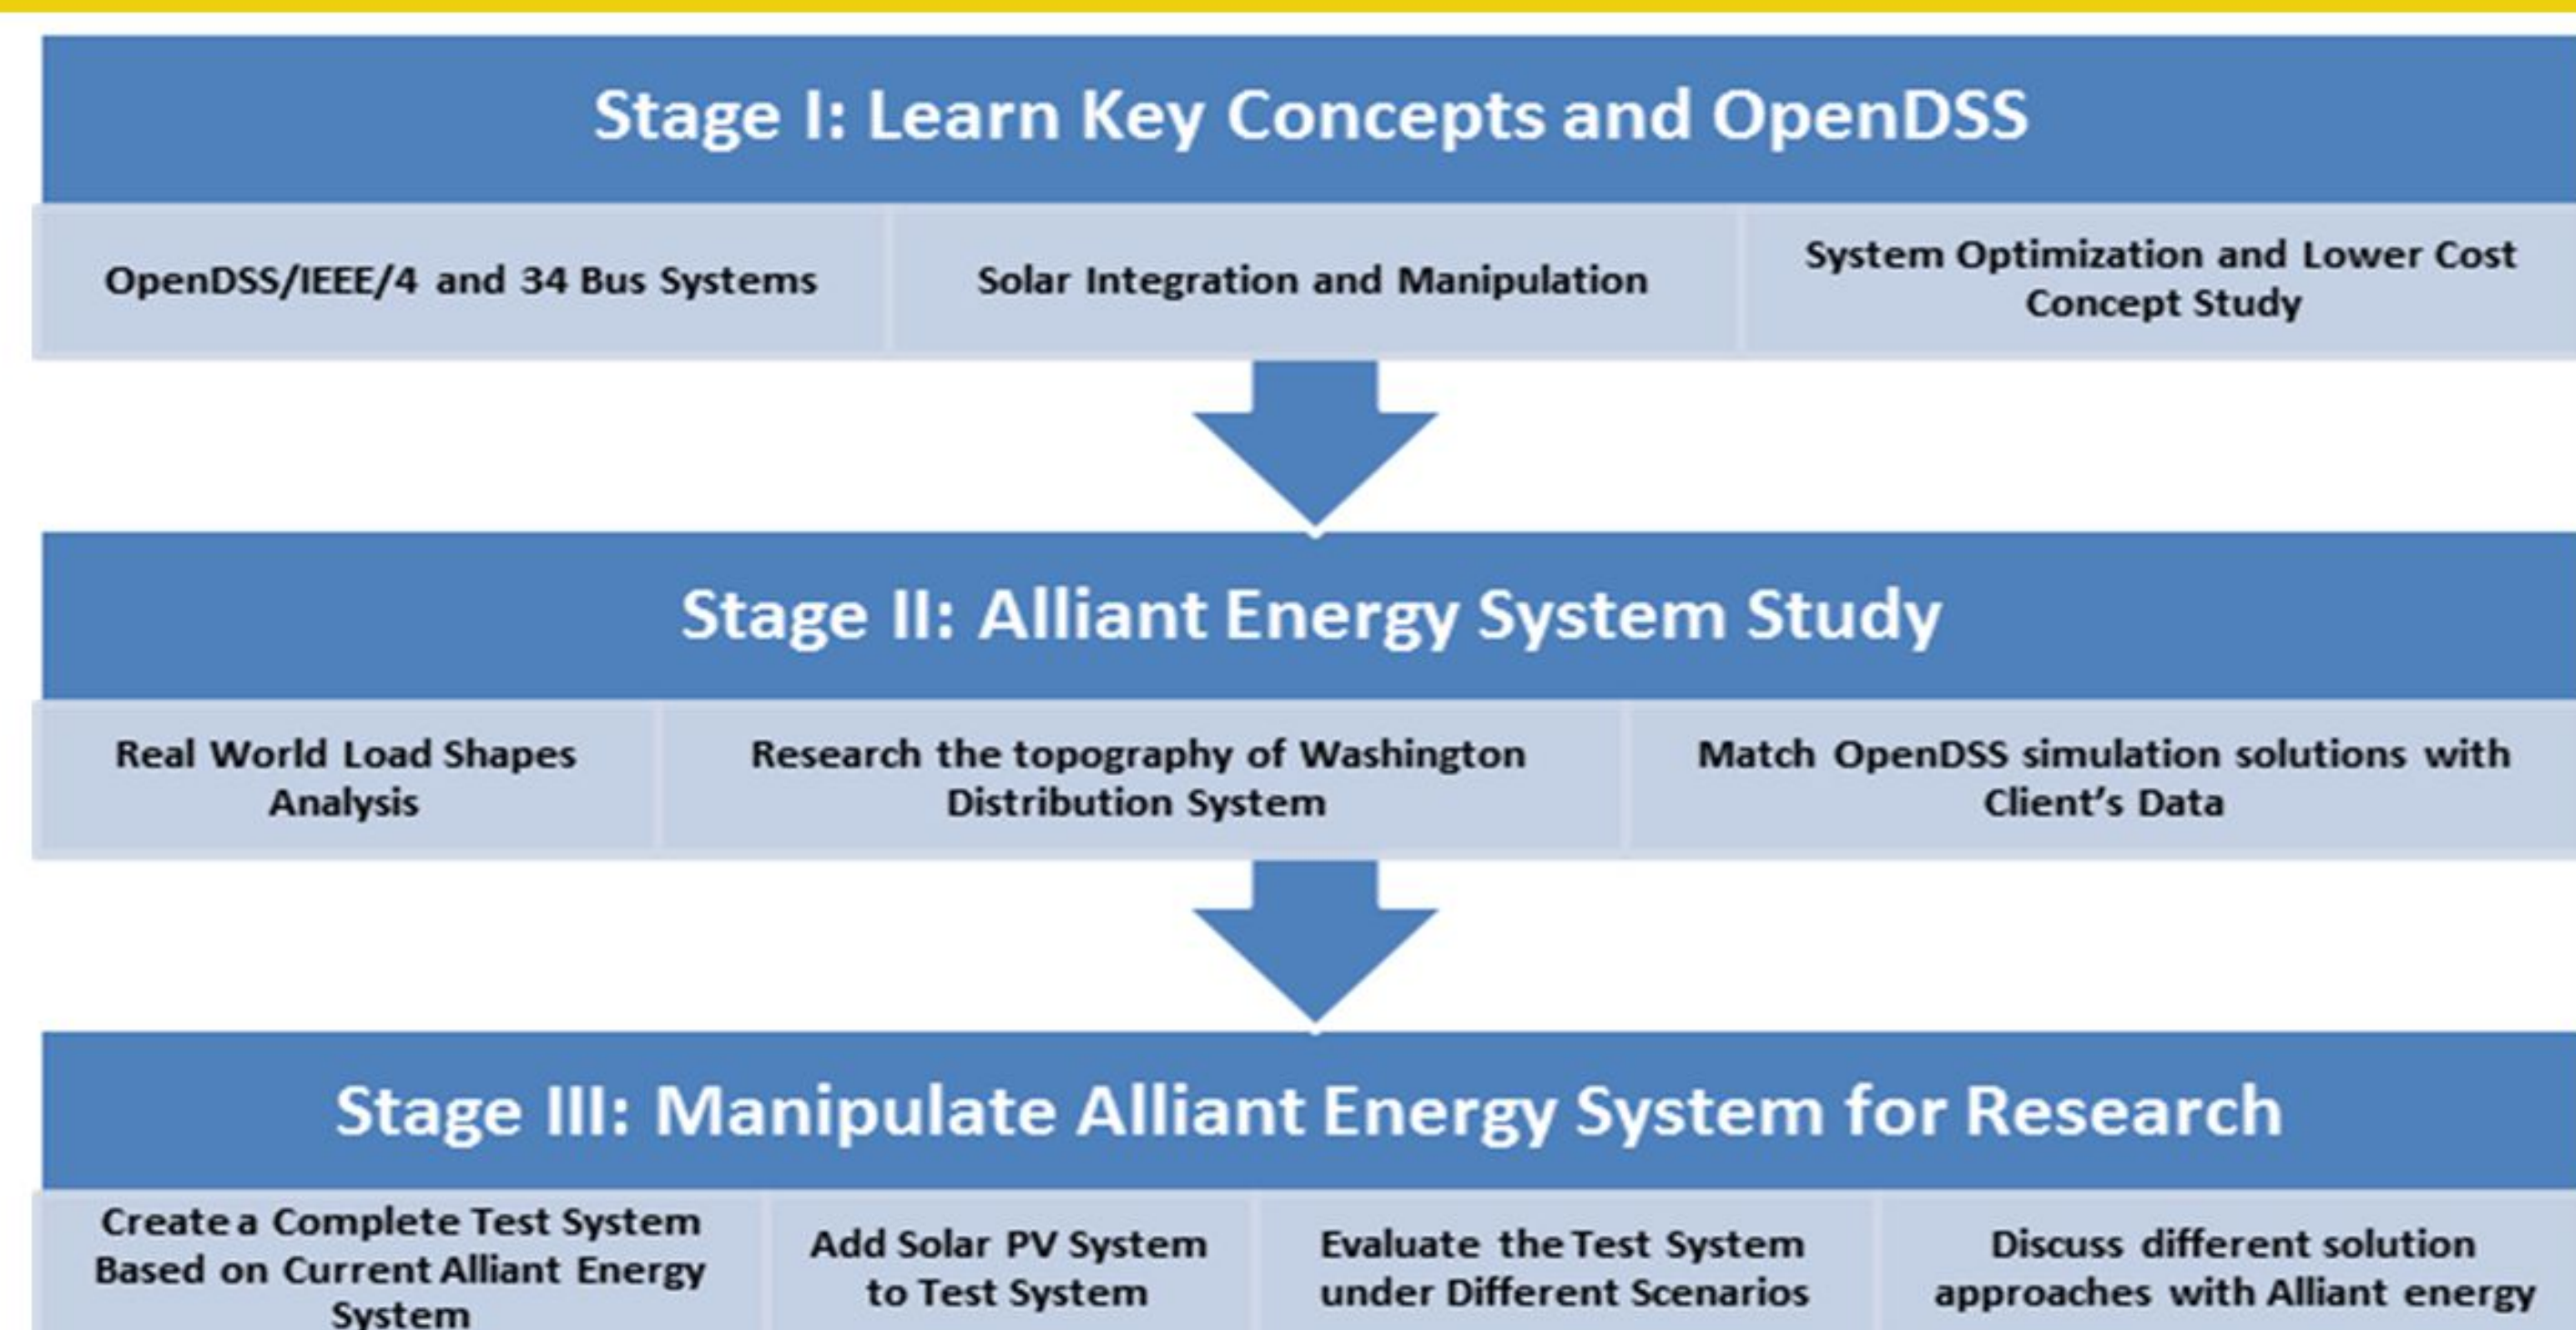 Stage I: Learn Key Concepts and OpenDSS
OpenDSS/IEEE/4 and 34 Bus Systems
Solar Integration and Manipulation
System Optimization and Lower Cost
Concept Study
Stage II: Alliant Energy System Study
Real World Load Shapes
Analysis
Research the topography of Washington
Distribution System
Match OpenDSS simulation solutions with
Client's Data
Stage III: Manipulate Alliant Energy System for Research
Create a Complete Test System
Based on Current Alliant Energy
System
Add Solar PV System
to Test System
Evaluate the Test System
under Different Scenarios
Discuss different solution
approaches with Alliant energy